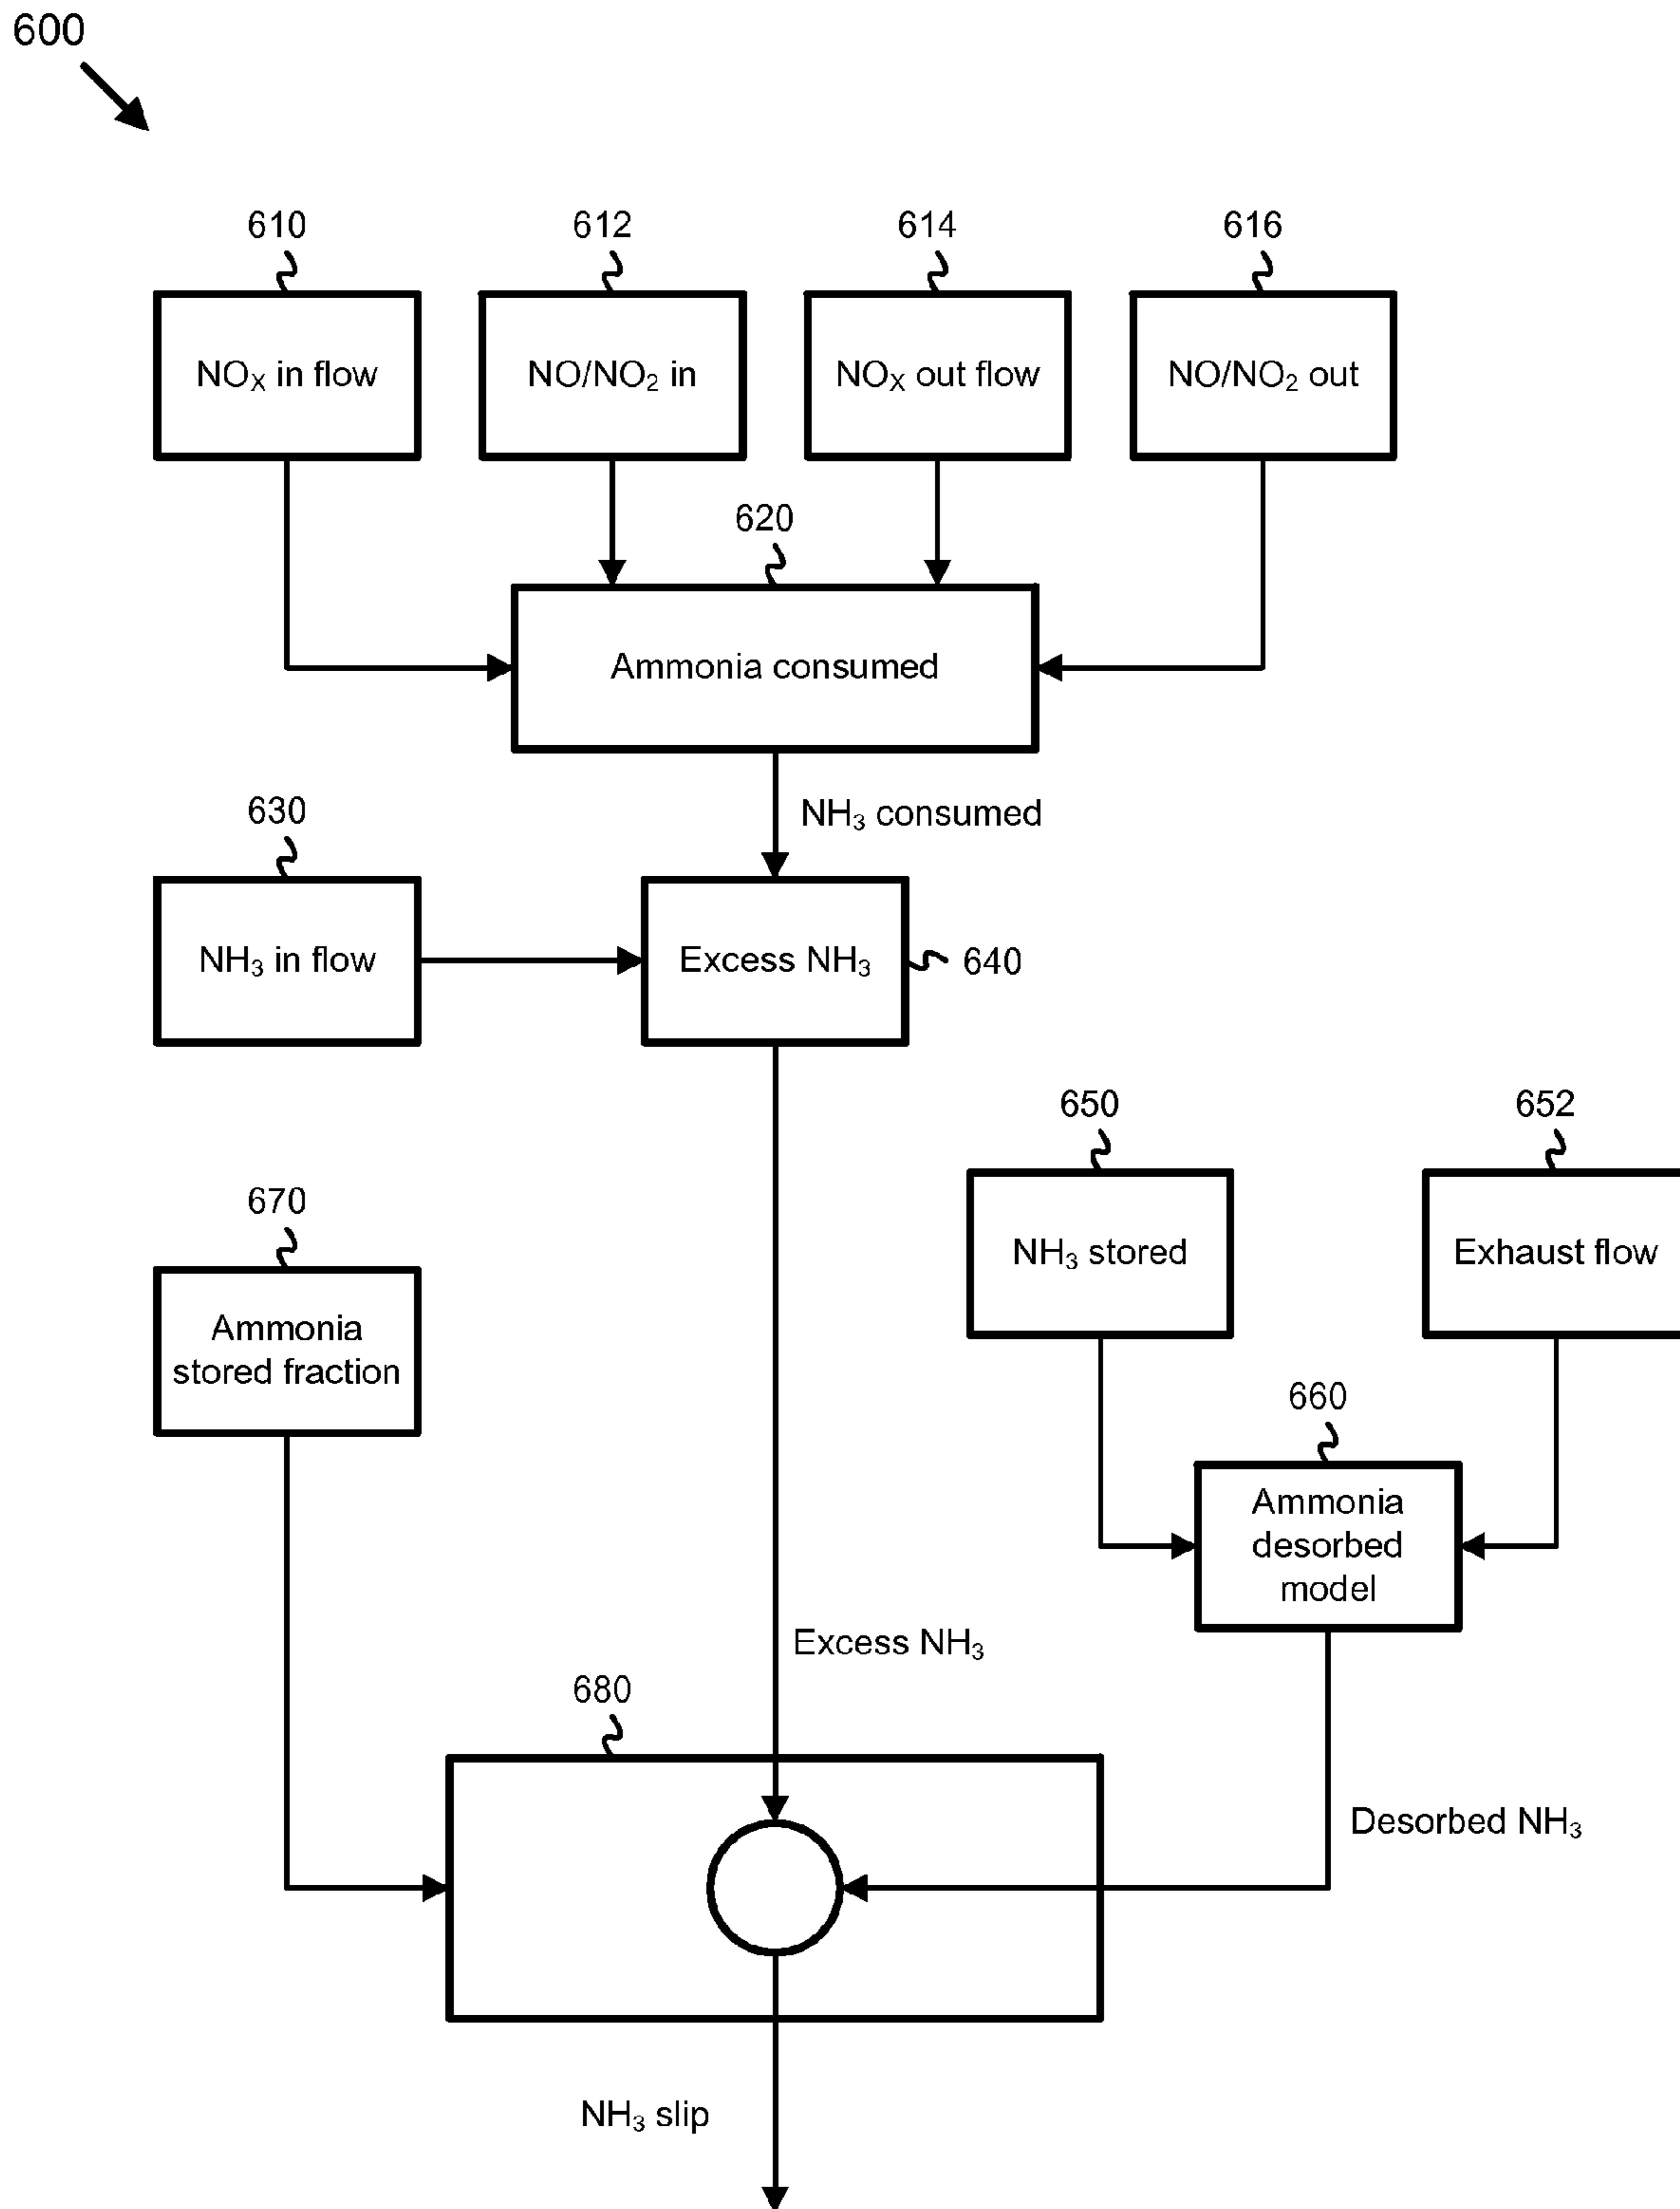 600
610
612
614
616
NOX in flow
NO/NO2 in
NOX out flow
NO/NO2 out
620
Ammonia consumed
NH3 consumed
630
NH3 in flow
Excess NH3
640
650
652
NH3 stored
Exhaust flow
670
Ammonia
stored fraction
660
Ammonia
desorbed
model
Excess NH3
680
Desorbed NH3
NH3 slip